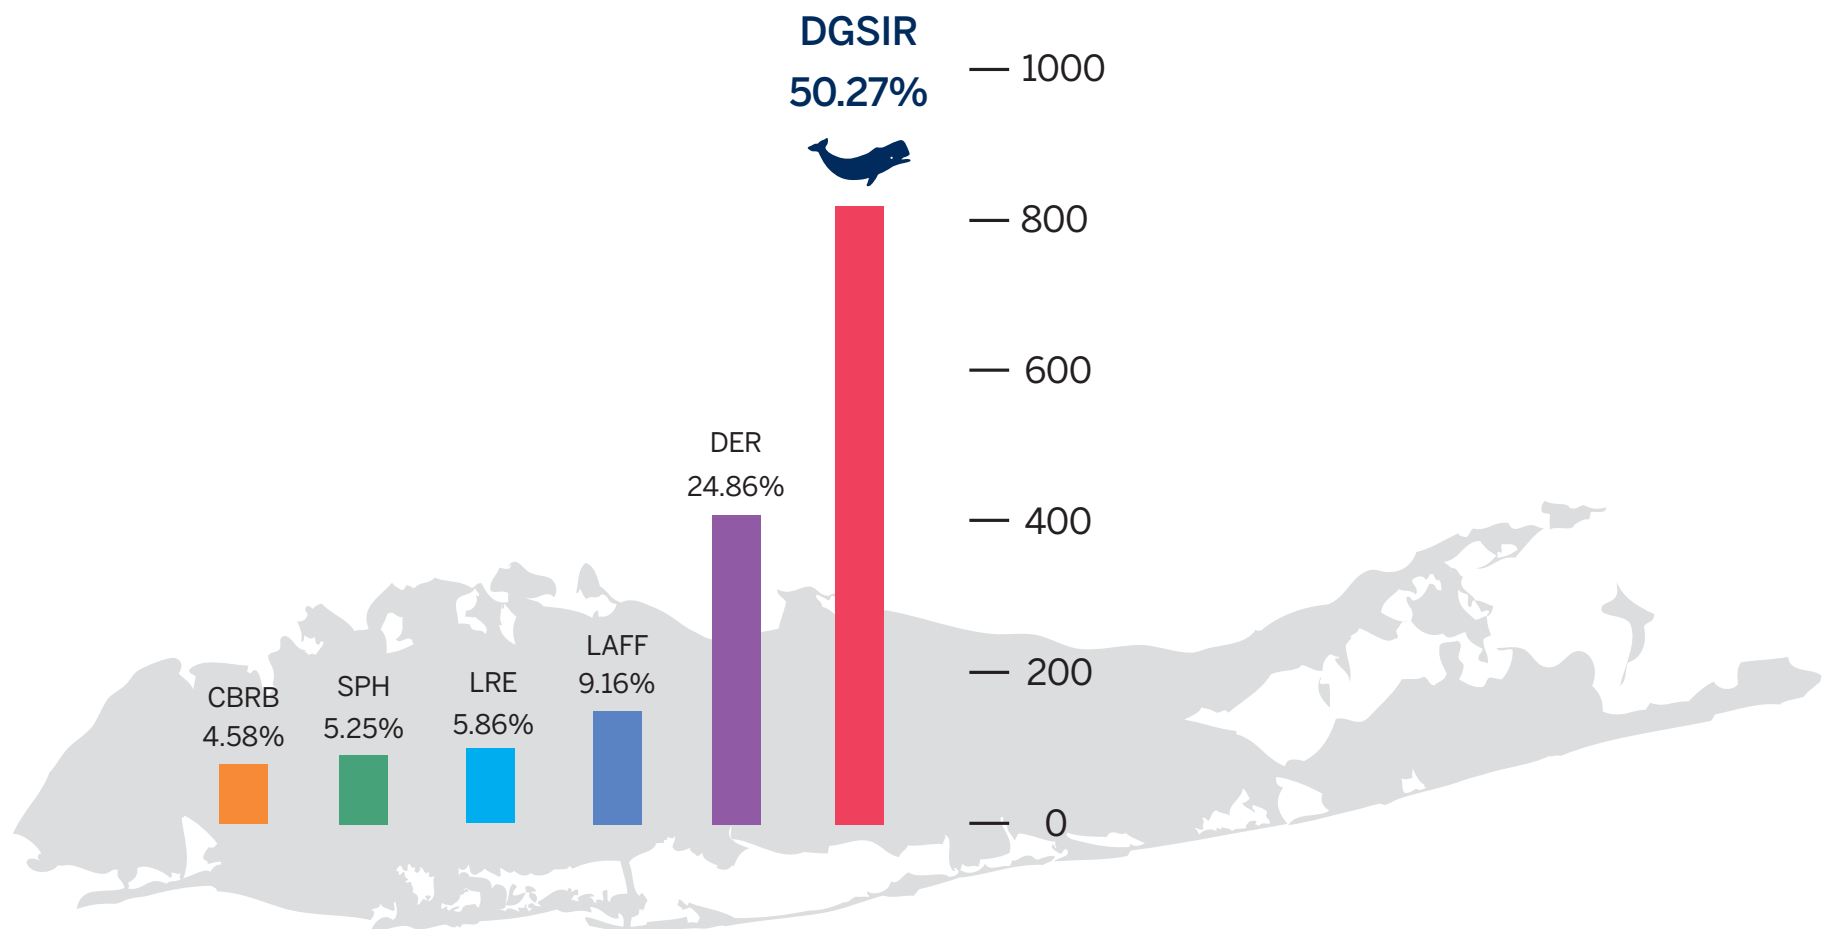 DGSIR
50.27%
1000
800
600
DER
24.86%
400
LAFF
9.16%
200
LRE
5.86%
SPH
5.25%
CBRB
4.58%
0